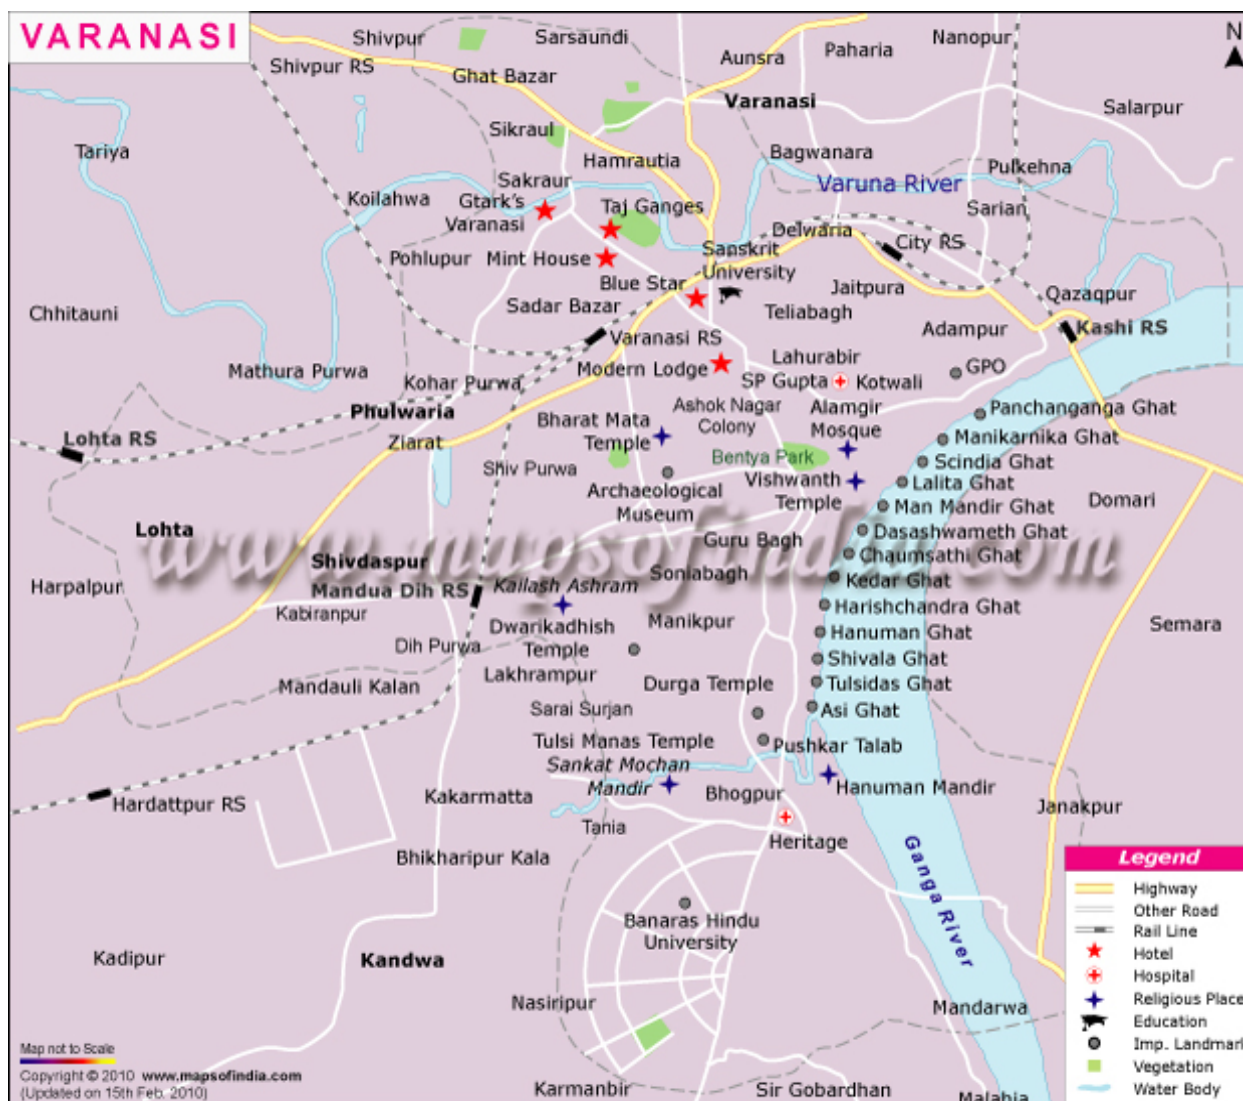 VARANASI
N
Shivpur
Sarsaundi
Nanopur
Paharia
Aunsra
Shivpur RS
Ghat Bazar
Varanasi
Salarpur
Sikraul
Tariya
Hamrautia
Bagwanara
Pulkehna
Sakraur
Varuna River
Koilahwa
Gtark's
Varanasi
Taj Ganges
Sarian
Delwaria
City RS
Pohlupur
Mint House
Sanskrit
University
Blue Star
Jaitpura
Qazaqpur
Sadar Bazar
Chhitauni
Teliabagh
Adampur
Kashi RS
Varanasi RS
Lahurabir
Mathura Purwa
Modern Lodge
GPO
Kohar Purwa
SP Gupta
Kotwali
Phulwaria
Ashok Nagar
Colony
Alamgir
Mosque
Panchanganga Ghat
Bharat Mata
Temple
Lohta RS
Ziarat
Manikarnika Ghat
Bentya Park
Scindia Ghat
Shiv Purwa
Vishwanth
Temple
Lalita Ghat
Archaeological
Museum
Man Mandir Ghat
Domari
Lohta
Dasashwameth Ghat
Guru Bagh
www.mapsofindia.com
Chaumsathi Ghat
Shivdaspur
Sonlabagh
Kedar Ghat
Harpalpur
Mandua Dih RS
Kailash Ashram
Kabiranpur
Harishchandra Ghat
Manikpur
Semara
Dwarikadhish
Temple
Hanuman Ghat
Dih Purwa
Shivala Ghat
Lakhrampur
Mandauli Kalan
Durga Temple
Tulsidas Ghat
Sarai Surjan
Asi Ghat
Tulsi Manas Temple
Pushkar Talab
Sankat Mochan
Mandir
Hanuman Mandir
Bhogpur
Hardattpur RS
Kakarmatta
Janakpur
Tania
Heritage
Bhikharipur Kala
Ganga River
Banaras Hindu
University
Kadipur
Kandwa
Nasiripur
Mandarwa
Karmanbir
Sir Gobardhan
Malahia
Legend
Highway
Other Road
Rail Line
Hotel
Hospital
Religious Place
Education
Imp. Landmark
Vegetation
Water Body
Map not to Scale
Copyright © 2010 www.mapsofindia.com
(Updated on 15th Feb. 2010)